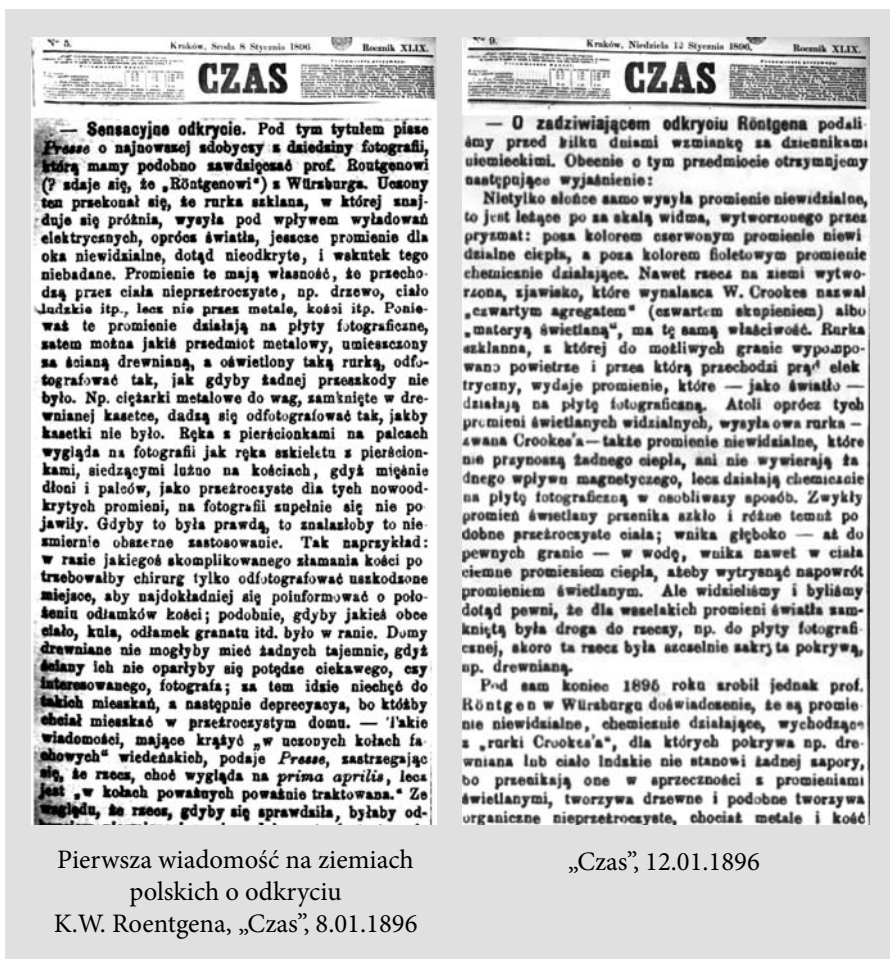 Nº 5.
Kraków, Środa 8 Stycznia 1896
Rocznik XLIX.
CZAS
— Sensacyjne odkrycie. Pod tym tytułem pisze
Presse o najnowszej zdobyczy z dziedziny fotografii,
którą mamy podobno zawdzięczać prof. Routgenowi
(? zdaje się, że „Röntgenowi“) z Würzburga. Uczony
ten przekonał się, że rurka szklana, w której znaj-
duje się próżnia, wysyła pod wpływem wyładowań
elektrycznych, oprócz światła, jeszcze promienie dla
oka niewidzialne, dotąd nieodkryte, i wskutek tego
niebadane. Promienie te mają własność, że przecho-
dzą przez ciała nieprzeźroczyste, np. drzewo, ciało
ludzkie itp., lecz nie przez metale, kości itp. Ponie-
waż te promienie działają na płyty fotograficzne,
zatem można jakiś przedmiot metalowy, umieszczony
za ścianą drewnianą, a oświetlony taką rurką, odfo-
tografować tak, jak gdyby żadnej przeszkody nie
było. Np. ciężarki metalowe do wag, zamknięte w dre-
wnianej kasetce, dadzą się odfotografować tak, jakby
kasetki nie było. Ręka z pierścionkami na palcach
wygląda na fotografii jak ręka szkieletu z pierścion-
kami, siedzącymi luźno na kościach, gdyż mięśnie
dłoni i palców, jako przeźroczyste dla tych nowood-
krytych promieni, na fotografii zupełnie się nie po
jawiły. Gdyby to była prawdą, to znalazłoby to nie-
zmiernie obszerne zastosowanie. Tak naprzykład:
w razie jakiegoś skomplikowanego złamania kości po
trzebowałby chirurg tylko odfotografować uszkodzone
miejsce, aby najdokładniej się poinformować o poło-
żeniu odłamków kości; podobnie, gdyby jakieś obce
ciało, kula, odłamek granatu itd. było w ranie. Domy
drewniane nie mogłyby mieć żadnych tajemnic, gdyż
ściany ich nie oparłyby się potędze ciekawego, czy
interesowanego, fotografa; za tem idzie niechęć do
takich mieszkań, a następnie deprecyacya, bo któżby
chciał mieszkać w przeźroczystym domu. — Takie
wiadomości, mające krążyć „w uczonych kołach fa-
chowych“ wiedeńskich, podaje Presse, zastrzegając
się, że rzecz, choć wygląda na prima aprilis, lecz
jest „w kołach poważnych poważnie traktowana.“ Ze
względu, że rzecz, gdyby się sprawdziła, byłaby od-
Pierwsza wiadomość na ziemiach
polskich o odkryciu
K.W. Roentgena, „Czas”, 8.01.1896
Nº 9.
Kraków, Niedziela 12 Stycznia 1896.
Rocznik XLIX.
CZAS
— O zadziwiającem odkryciu Röntgena podali-
śmy przed kilku dniami wzmiankę za dziennikami
niemieckimi. Obecnie o tym przedmiocie otrzymujemy
następujące wyjaśnienie:
Nietylko słońce samo wysyła promienie niewidzialne,
to jest leżące po za skalą widma, wytworzonego przez
pryzmat: poza kolorem czerwonym promienie niewi
dzialne ciepła, a poza kolorem fioletowym promienie
chemicznie działające. Nawet rzecz na ziemi wytwo-
rzona, zjawisko, które wynalazca W. Crookes nazwał
„czwartym agregatem“ (czwartem skupieniem) albo
„materyą świetlaną“, ma tę samą właściwość. Rurka
szklanna, z której do możliwych granic wypompo-
wano powietrze i przez którą przechodzi prąd elek
tryczny, wydaje promienie, które — jako światło —
działają na płytę fotograficzną. Atoli oprócz tych
promieni świetlanych widzialnych, wysyła owa rurka —
zwana Crookes'a — także promienie niewidzialne, które
nie przynoszą żadnego ciepła, ani nie wywierają ża
dnego wpływu magnetycznego, lecz działają chemicznie
na płytę fotograficzną w osobliwszy sposób. Zwykły
promień świetlany przenika szkło i różne temuż po
dobne przeźroczyste ciała; wnika głęboko — aż do
pewnych granic — w wodę, wnika nawet w ciała
ciemne promieniem ciepła, ażeby wytrysnąć napowrót
promieniem świetlanym. Ale widzieliśmy i byliśmy
dotąd pewni, że dla wszelakich promieni światła zam-
kniętą była droga do rzeczy, np. do płyty fotografi-
cznej, skoro ta rzecz była szczelnie zakryta pokrywą,
np. drewnianą.
Pod sam koniec 1895 roku zrobił jednak prof.
Röntgen w Würzburgu doświadczenie, że są promie-
nie niewidzialne, chemicznie działające, wychodzące
z „rurki Crookes'a“, dla których pokrywa np. dre-
wniana lub ciało ludzkie nie stanowi żadnej zapory,
bo przenikają one w sprzeczności z promieniami
świetlanymi, tworzywa drzewne i podobne tworzywa
organiczne nieprzeźroczyste, chociaż metale i kość
„Czas”, 12.01.1896